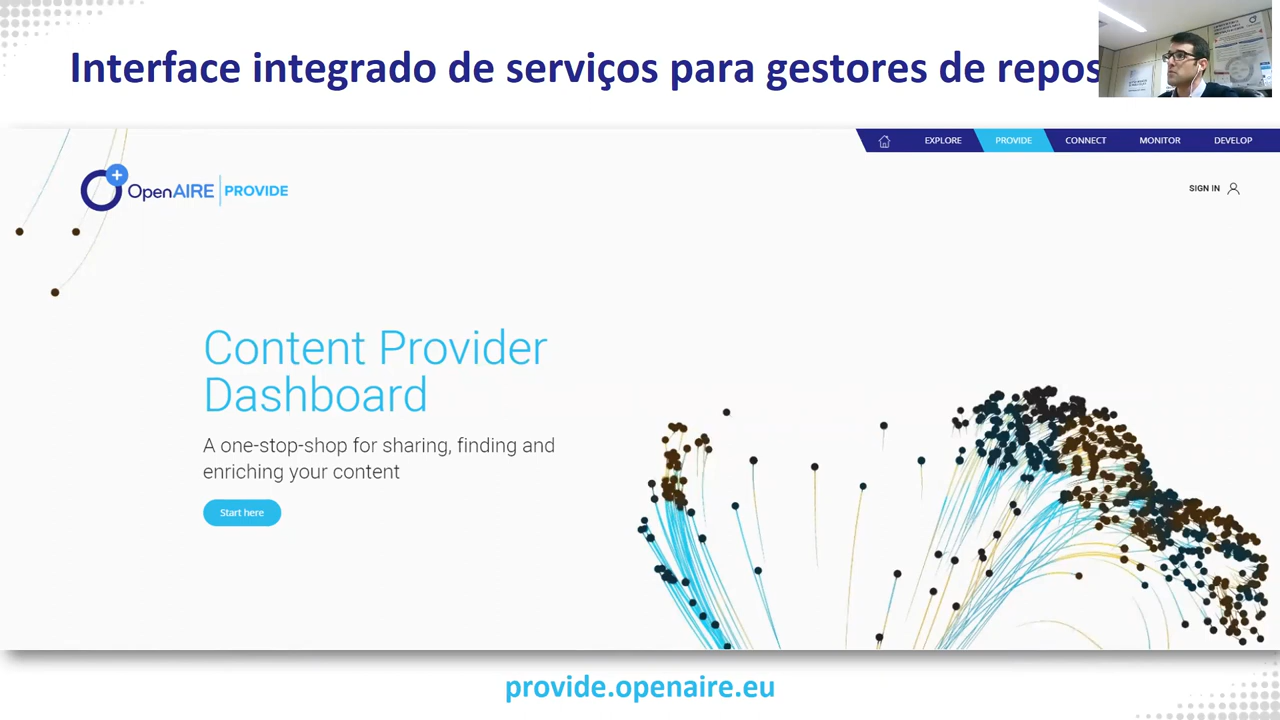 Interface integrado de serviços para gestores de repos
EXPLORE PROVIDE CONNECT MONITOR DEVELOP
OpenAIRE PROVIDE
SIGN IN
Content Provider
Dashboard
A one-stop-shop for sharing, finding and
enriching your content
Start here
provide.openaire.eu